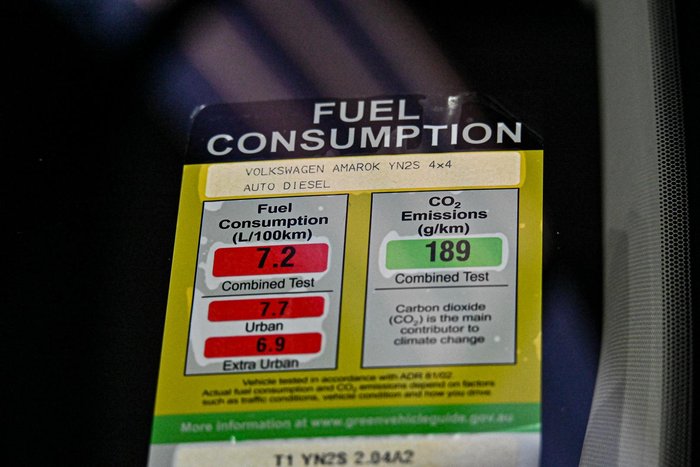 FUEL
CONSUMPTION
VOLKSWAGEN AMAROK YN2S 4x4
AUTO DIESEL
Fuel
Consumption
(L/100km)
7.2
Combined Test
7.7
Urban
6.9
Extra Urban
CO2
Emissions
(g/km)
189
Combined Test
Carbon dioxide
(CO2) is the main
contributor to
climate change
Vehicle tested in accordance with ADR 81/02
Actual fuel consumption and CO2 emissions depend on factors
such as traffic conditions, vehicle condition and how you drive
More information at www.greenvehicleguide.gov.au
T1 YN2S 2.04A2